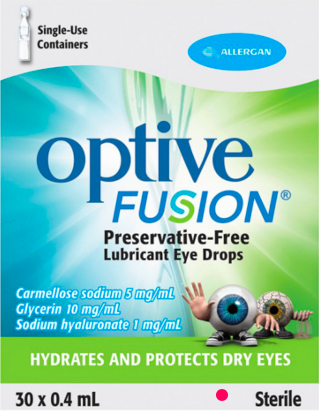 Single-Use
Containers
ALLERGAN
optive
FUSION®
Preservative-Free
Lubricant Eye Drops
Carmellose sodium 5 mg/mL
Glycerin 10 mg/mL
Sodium hyaluronate 1 mg/mL
HYDRATES AND PROTECTS DRY EYES
30 x 0.4 mL
Sterile